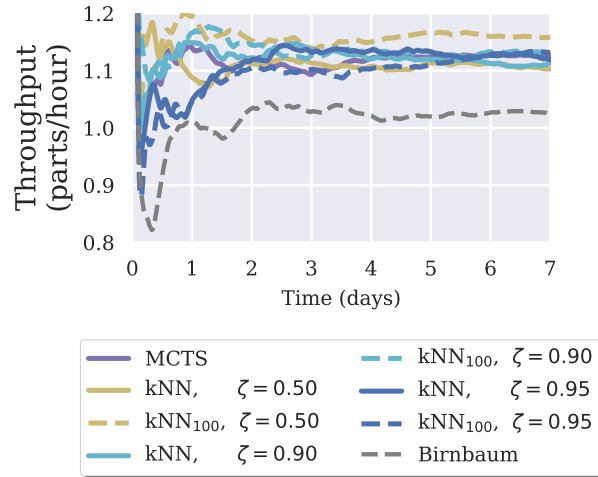 Throughput
(parts/hour)
1.2
1.1
1.0
0.9
0.8
0 1 2 3 4 5 6 7
Time (days)
MCTS
kNN, ζ = 0.50
kNN₁₀₀, ζ = 0.50
kNN, ζ = 0.90
kNN₁₀₀, ζ = 0.90
kNN, ζ = 0.95
kNN₁₀₀, ζ = 0.95
Birnbaum